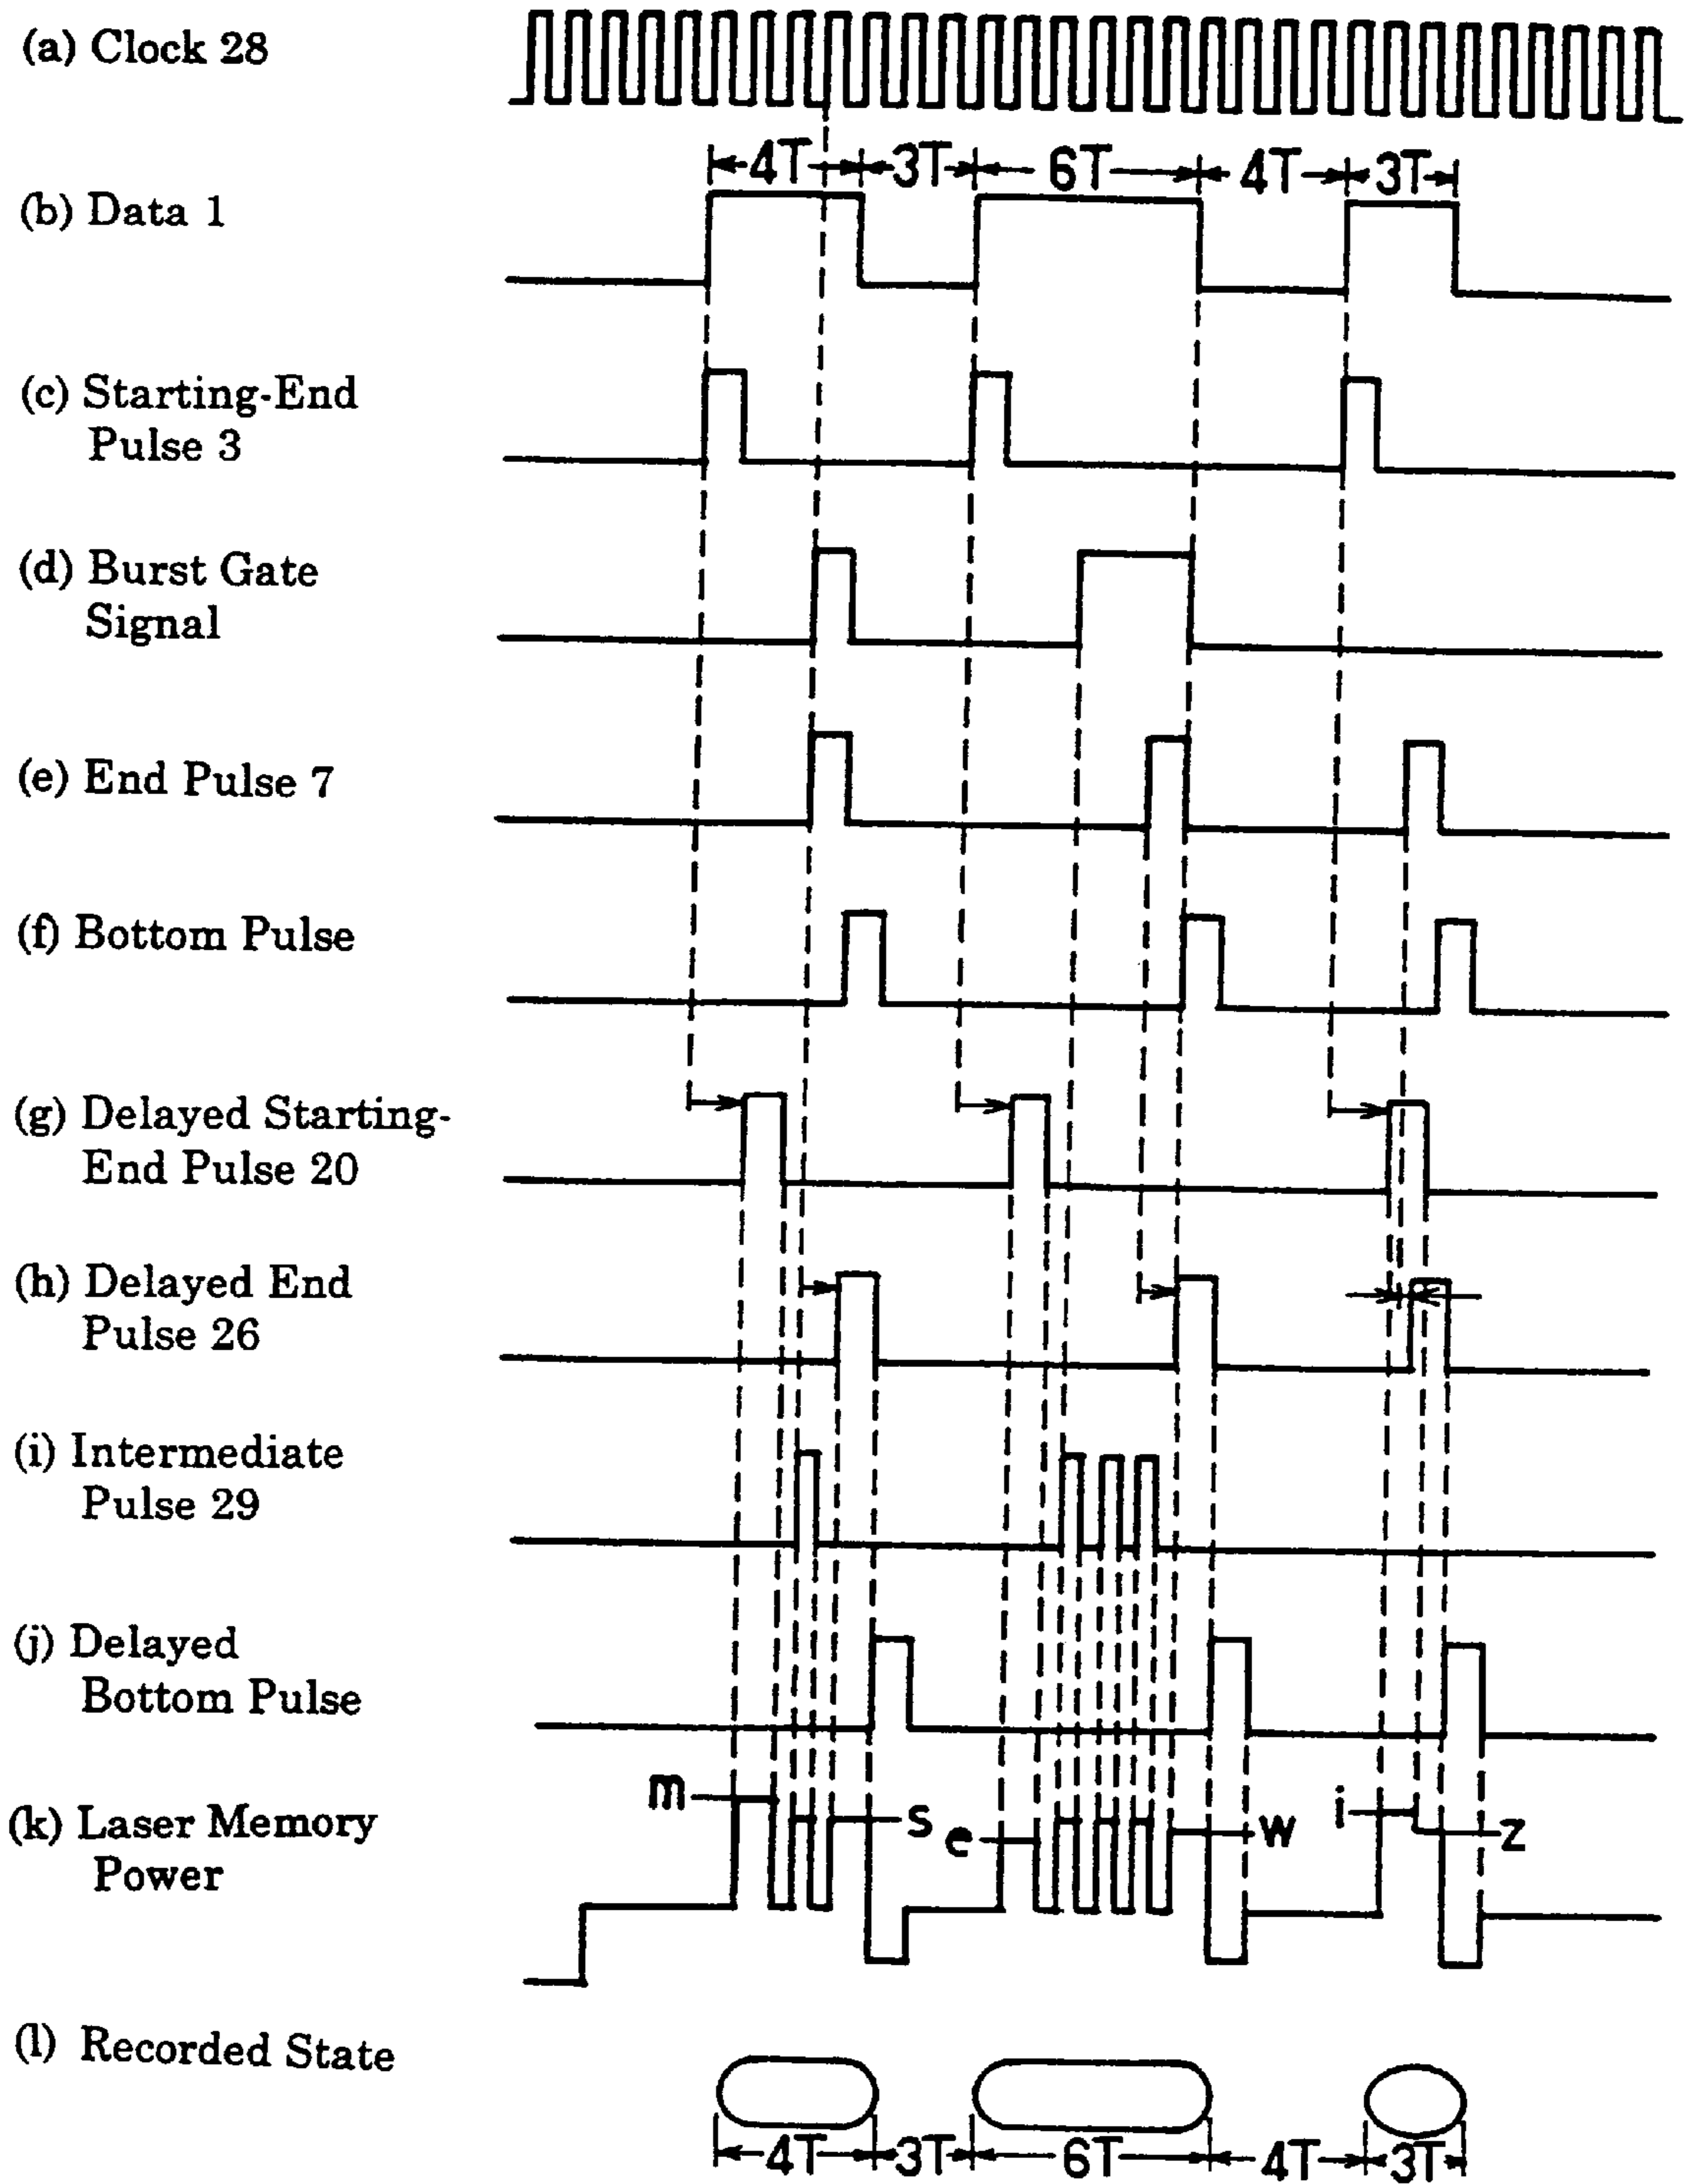 (a) Clock 28
4T 3T 6T 4T 3T
(b) Data 1
(c) Starting-End
Pulse 3
(d) Burst Gate
Signal
(e) End Pulse 7
(f) Bottom Pulse
(g) Delayed Starting-
End Pulse 20
(h) Delayed End
Pulse 26
(i) Intermediate
Pulse 29
(j) Delayed
Bottom Pulse
m s e w i z
(k) Laser Memory
Power
(l) Recorded State
4T 3T 6T 4T 3T